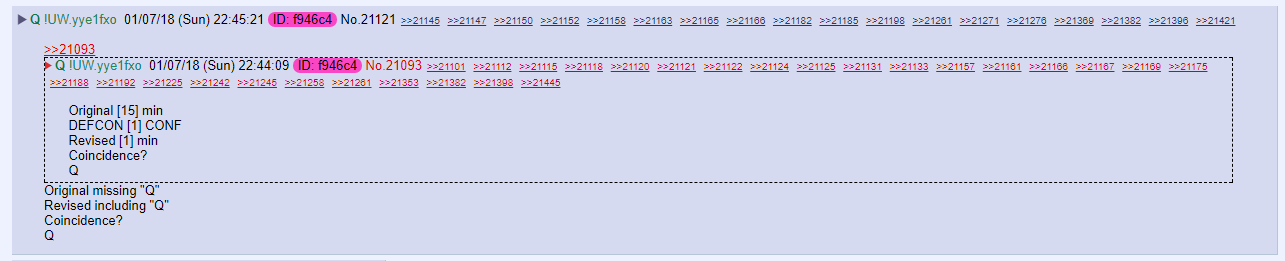 ▶ Q !UW.yye1fxo 01/07/18 (Sun) 22:45:21 ID: f946c4 No.21121 >>21145 >>21147 >>21150 >>21152 >>21158 >>21163 >>21165 >>21166 >>21182 >>21185 >>21198 >>21261 >>21271 >>21276 >>21369 >>21382 >>21396 >>21421
>>21093
▶ Q !UW.yye1fxo 01/07/18 (Sun) 22:44:09 ID: f946c4 No.21093 >>21101 >>21112 >>21115 >>21118 >>21120 >>21121 >>21122 >>21124 >>21125 >>21131 >>21133 >>21157 >>21161 >>21166 >>21167 >>21169 >>21175
>>21188 >>21192 >>21225 >>21242 >>21245 >>21258 >>21261 >>21353 >>21382 >>21398 >>21445
Original [15] min
DEFCON [1] CONF
Revised [1] min
Coincidence?
Q
Original missing "Q"
Revised including "Q"
Coincidence?
Q